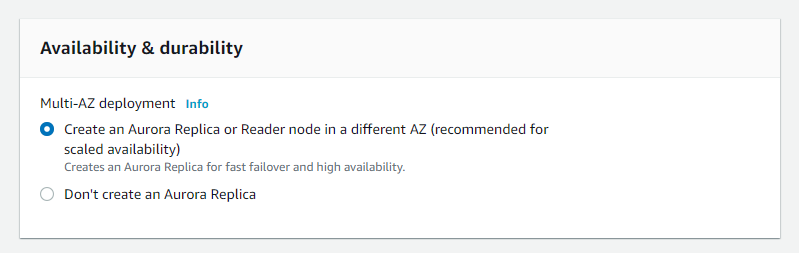 Availability & durability
Multi-AZ deployment Info
Create an Aurora Replica or Reader node in a different AZ (recommended for
scaled availability)
Creates an Aurora Replica for fast failover and high availability.
Don't create an Aurora Replica